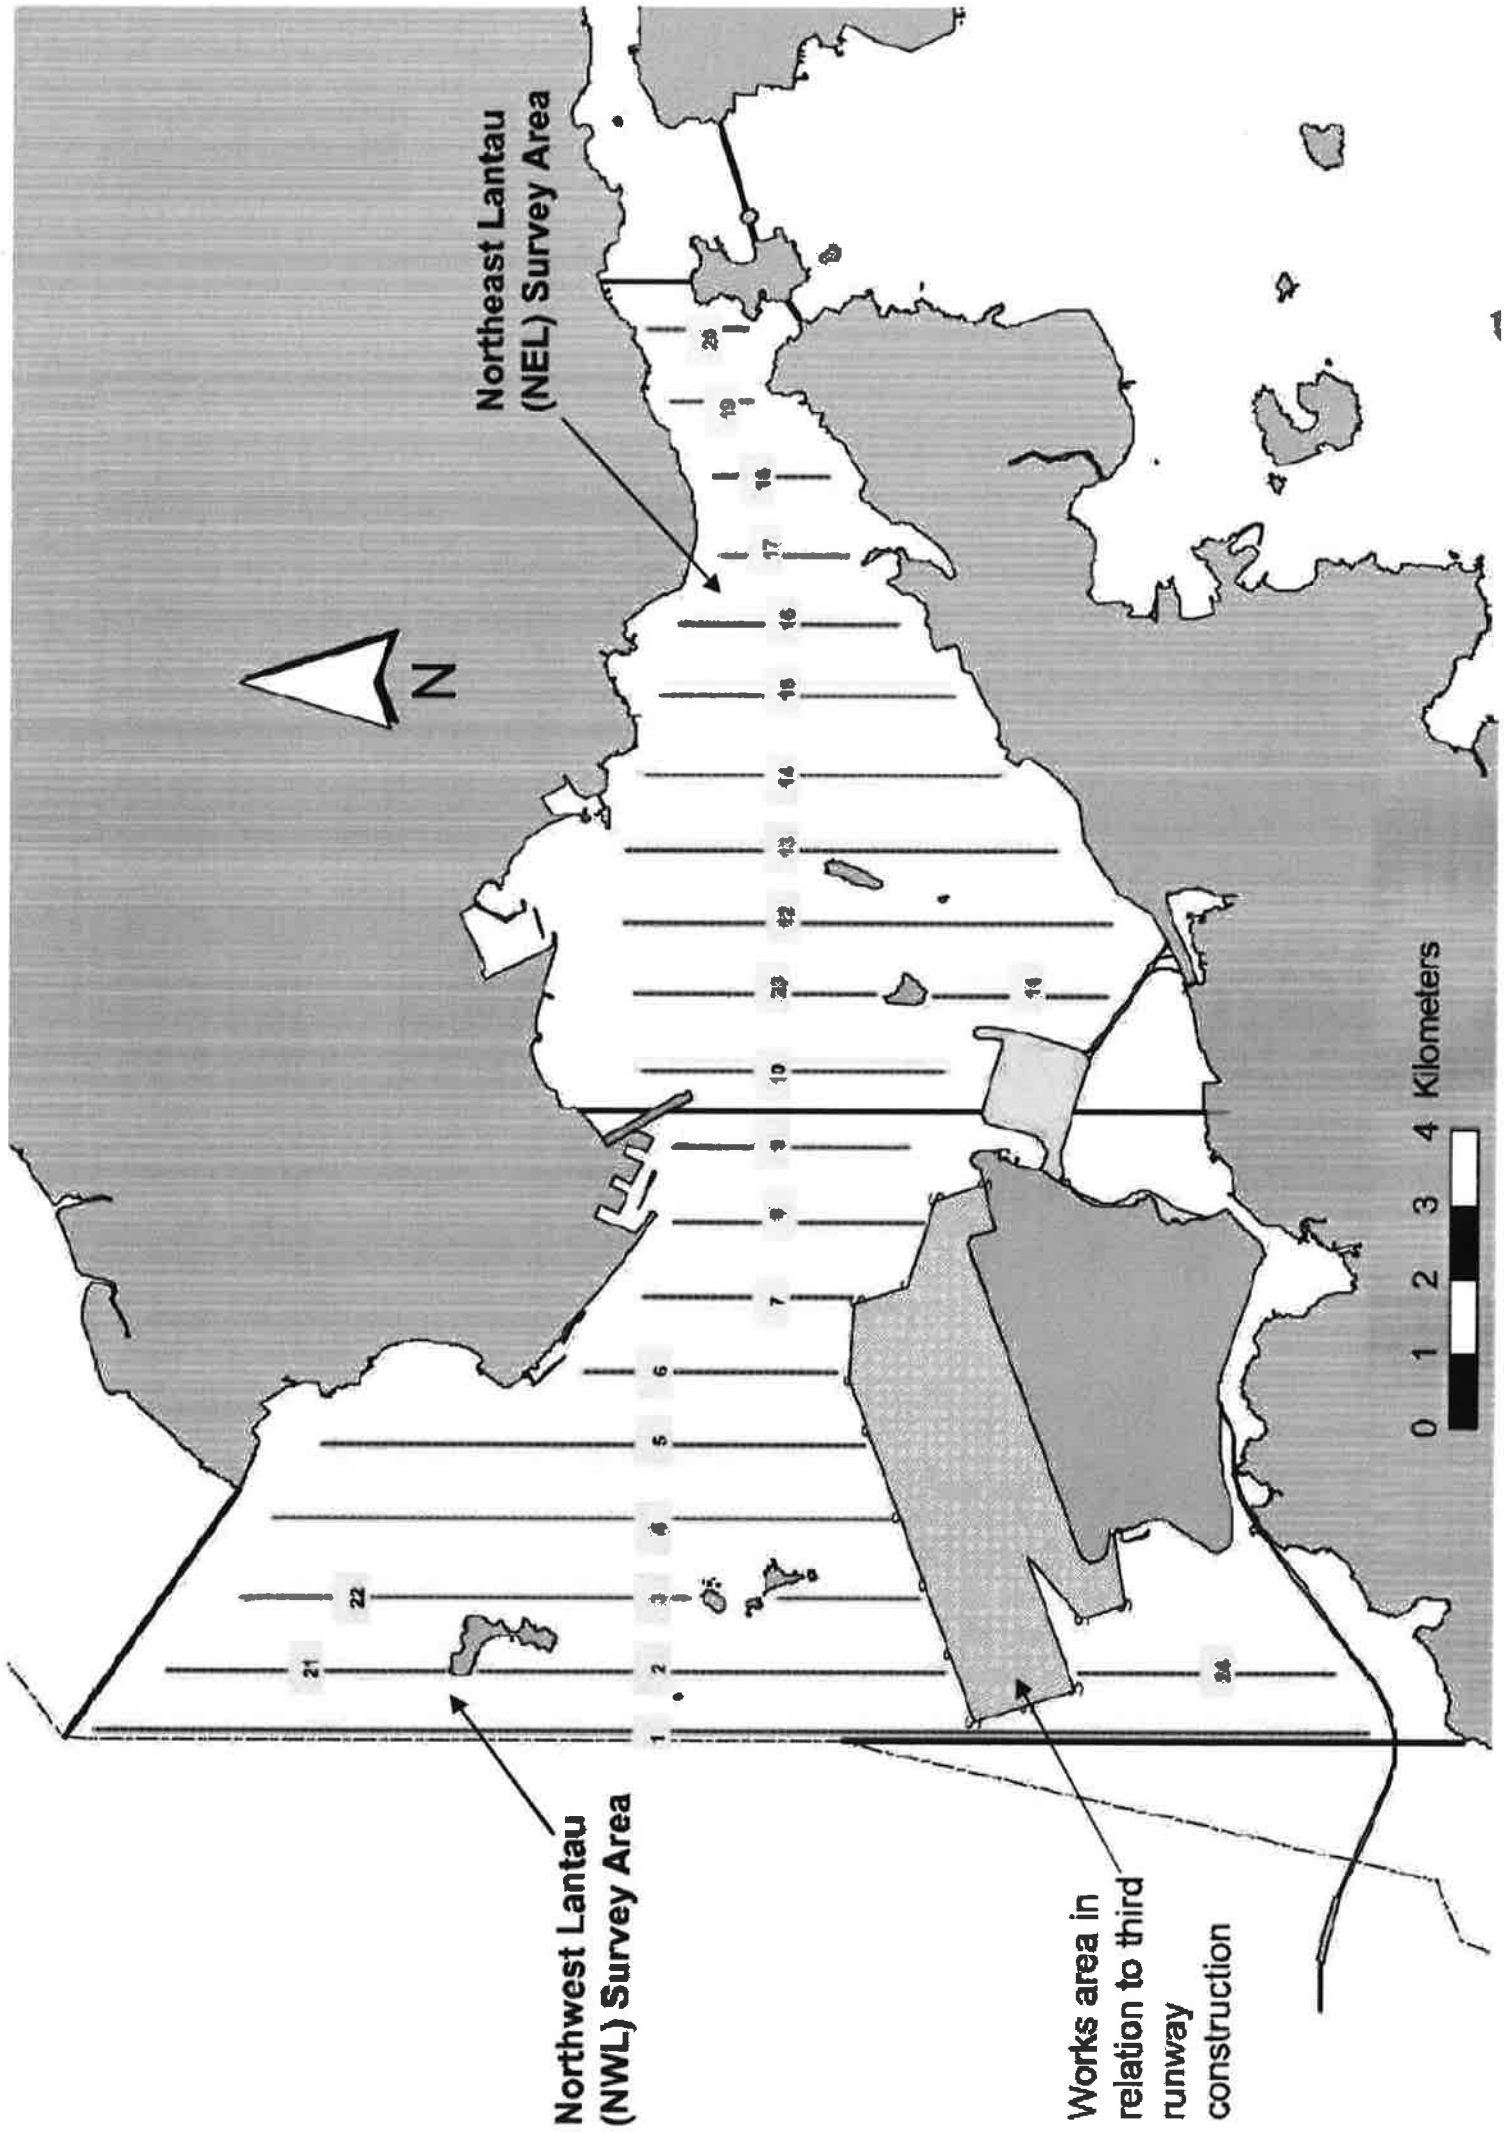 21
22
N
Northeast Lantau
(NEL) Survey Area
Northwest Lantau
(NWL) Survey Area
1
2
3
4
5
6
7
8
9
10
23
12
13
14
15
16
17
18
19
20
11
Works area in
relation to third
runway
construction
24
0 1 2 3 4 Kilometers